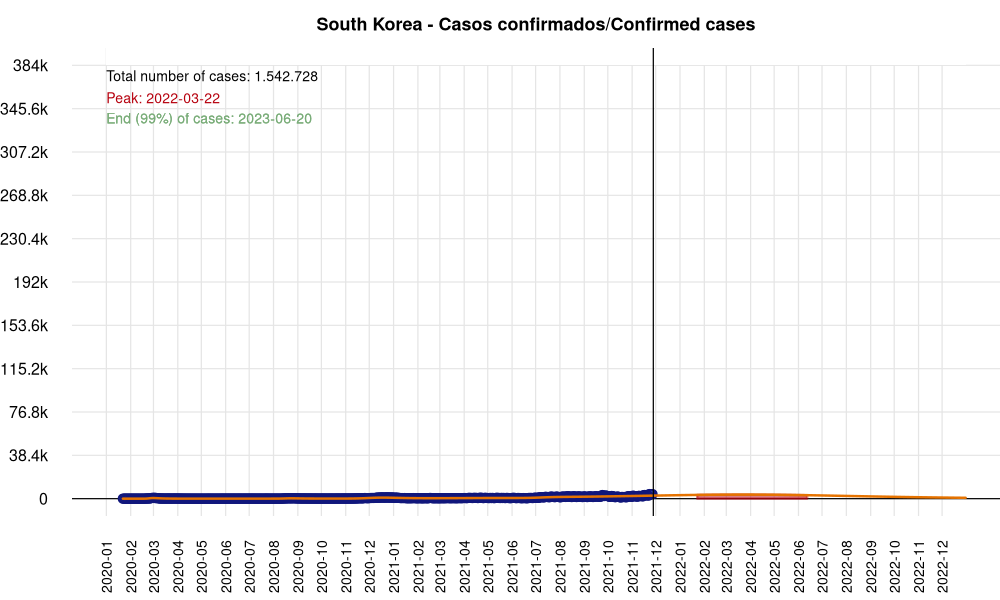 South Korea - Casos confirmados/Confirmed cases
384k
Total number of cases: 1.542.728
Peak: 2022-03-22
345.6k
End (99%) of cases: 2023-06-20
307.2k
268.8k
230.4k
192k
153.6k
115.2k
76.8k
38.4k
0
2020-01
2020-02
2020-03
2020-04
2020-05
2020-06
2020-07
2020-08
2020-09
2020-10
2020-11
2020-12
2021-01
2021-02
2021-03
2021-04
2021-05
2021-06
2021-07
2021-08
2021-09
2021-10
2021-11
2021-12
2022-01
2022-02
2022-03
2022-04
2022-05
2022-06
2022-07
2022-08
2022-09
2022-10
2022-11
2022-12